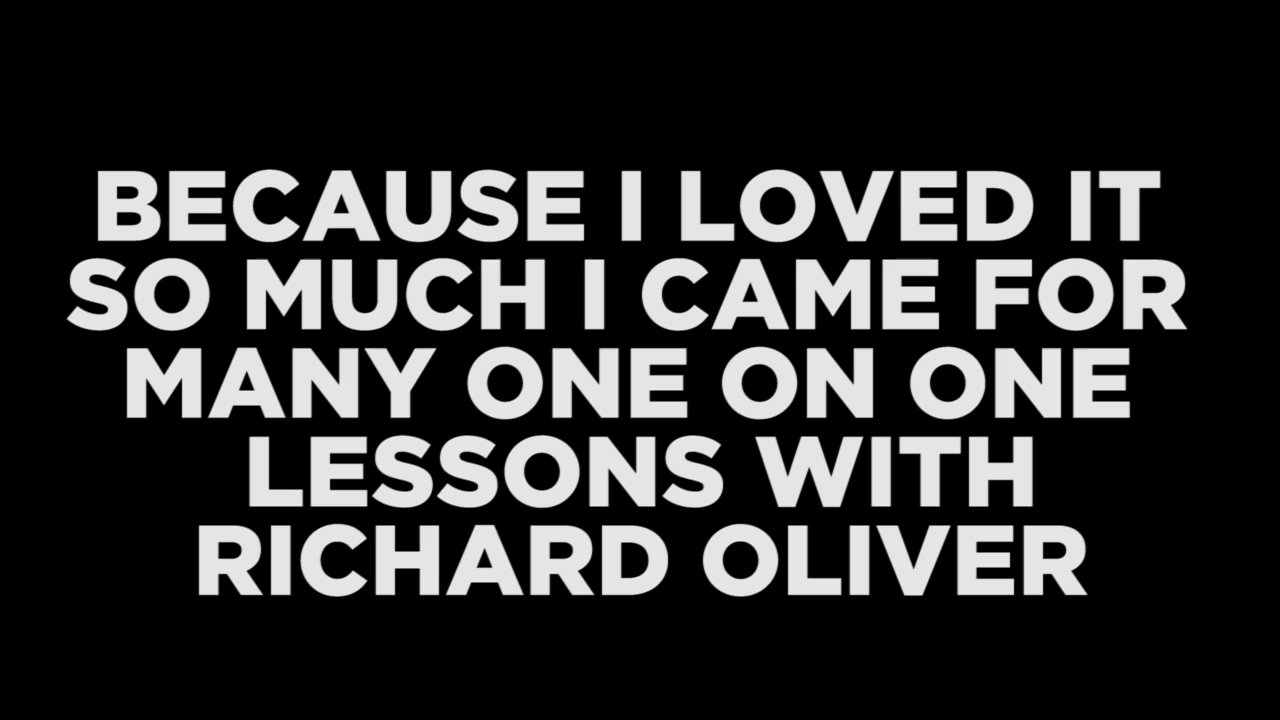 BECAUSE I LOVED IT
SO MUCH I CAME FOR
MANY ONE ON ONE
LESSONS WITH
RICHARD OLIVER